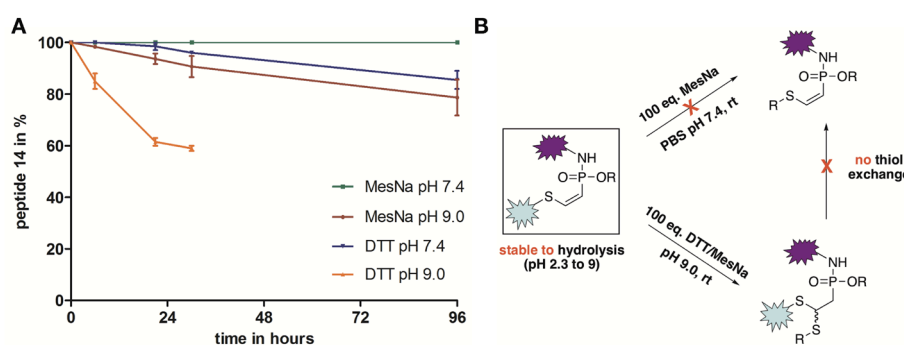 A
peptide 14 in %
100
80
60
40
20
0
0
24
48
72
96
time in hours
MesNa pH 7.4
MesNa pH 9.0
DTT pH 7.4
DTT pH 9.0
B
NH
O=P-OR
S
stable to hydrolysis
(pH 2.3 to 9)
100 eq. MesNa
X
PBS pH 7.4, rt
100 eq. DTT/MesNa
pH 9.0, rt
NH
O=P-OR
S
R
X
no thiol
exchange
NH
O=P-OR
S
S
R